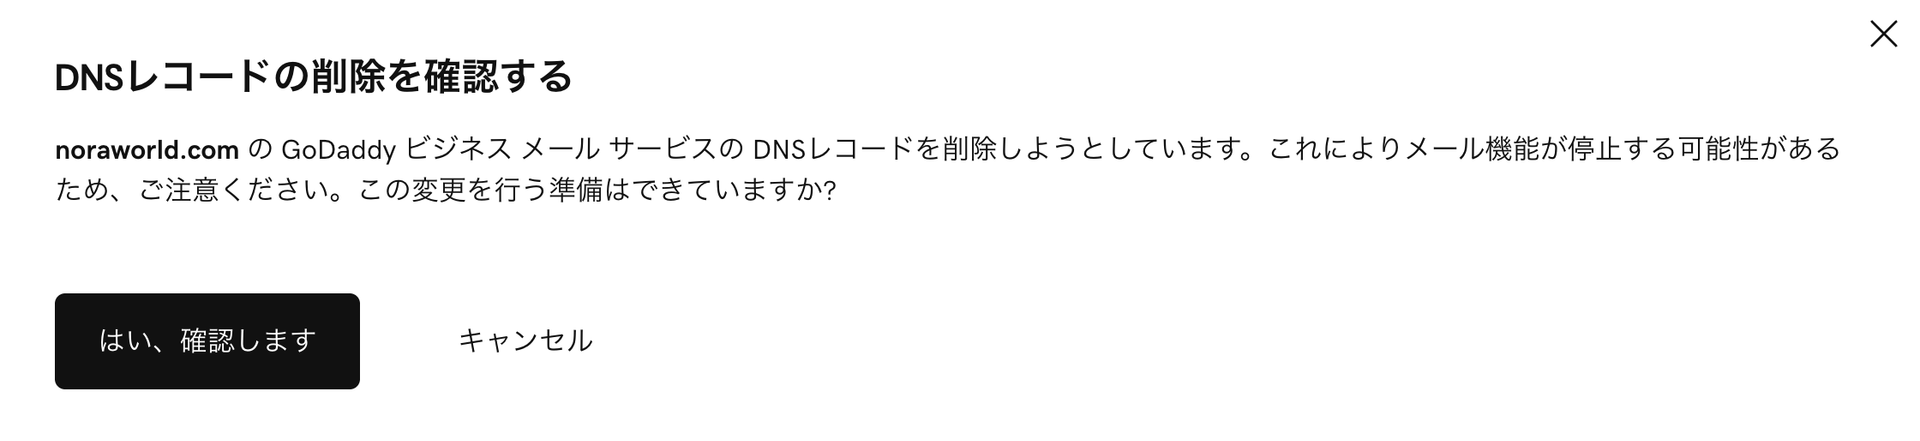 DNSレコードの削除を確認する
noraworld.com の GoDaddy ビジネス メール サービスの DNSレコードを削除しようとしています。これによりメール機能が停止する可能性がある
ため、ご注意ください。この変更を行う準備はできていますか?
はい、確認します
キャンセル